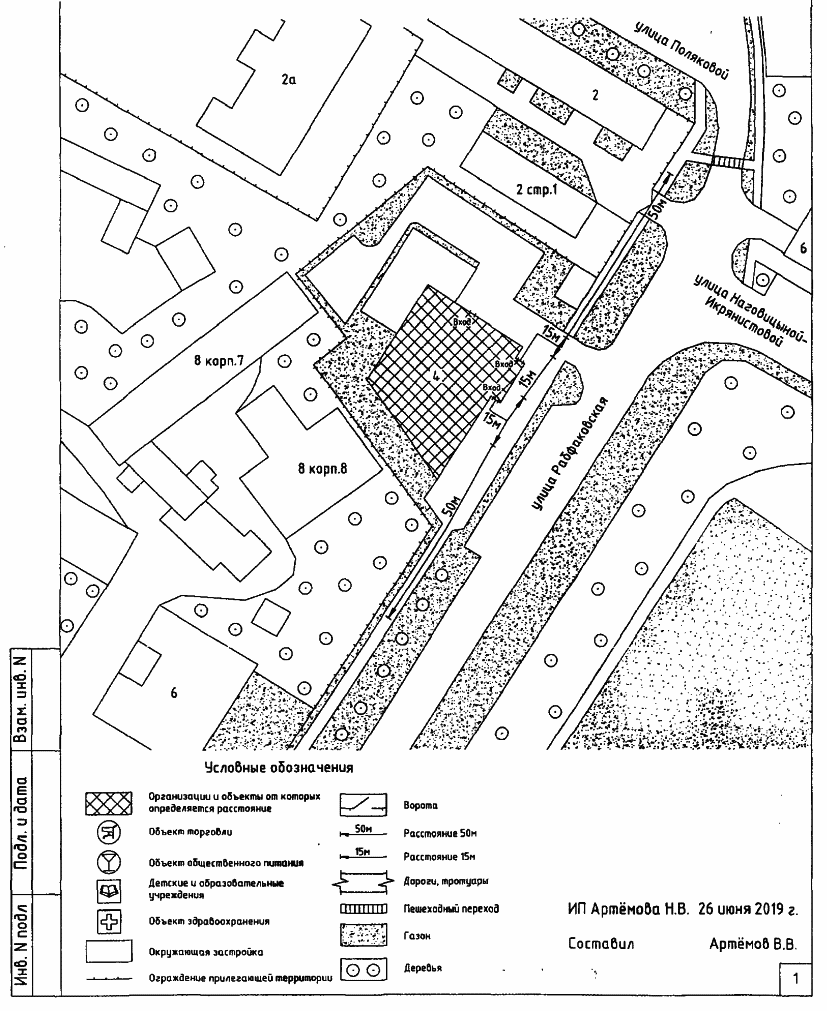 улица Поляковой
2а
2
2 стр.1
50м
6
улица Наговицыной-
Икрянистовой
Вход
15м
Вход
8 корп.7
4
15м
Вход
15м
улица Рабфаковская
8 корп.8
50м
6
Взам. инв. N
Подл. и дата
Инв. N подл
Условные обозначения
Организации и объекты от которых
определяется расстояние
Объект торговли
Объект общественного питания
Детские и образовательные
учреждения
Объект здравоохранения
Окружающая застройка
Ограждение прилегающей территории
Ворота
50м
Расстояние 50м
15м
Расстояние 15м
Дороги, тротуары
Пешеходный переход
Газон
Деревья
ИП Артёмова Н.В. 26 июня 2019 г.
Составил Артёмов В.В.
1